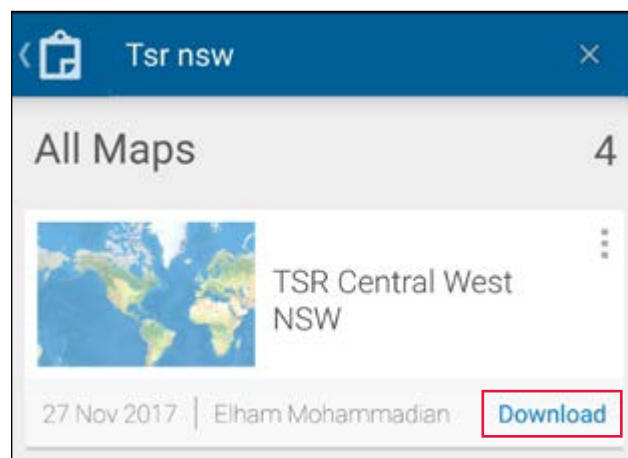 Tsr nsw
All Maps 4
TSR Central West
NSW
27 Nov 2017 | Elham Mohammadian Download